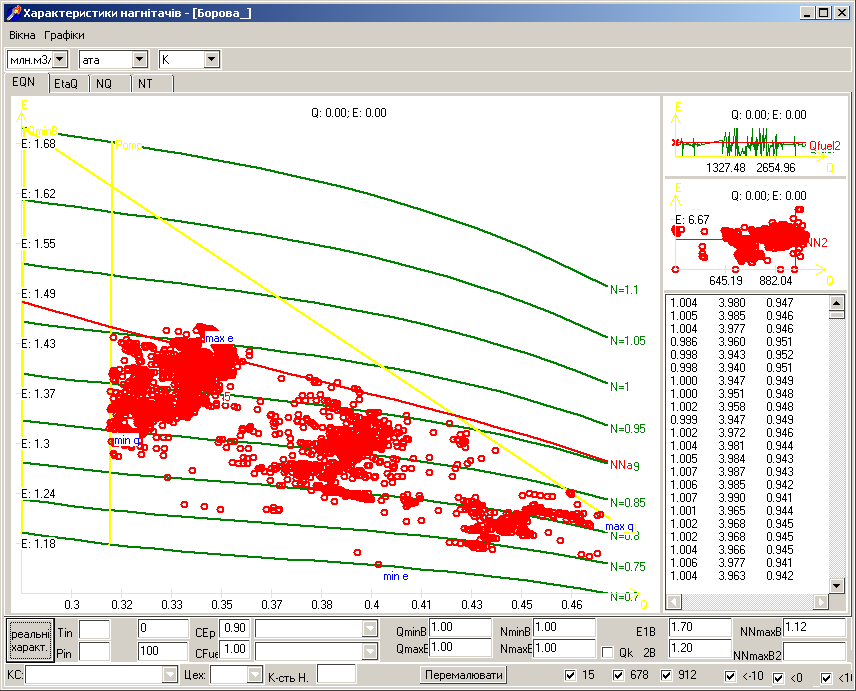 Характеристики нагнітачів - [Борова_]
Вікна Графіки
млн.м3/ ата К
EQN EtaQ NQ NT
E
Q: 0.00; E: 0.00
QminB
Pomp
E: 1.68
E: 1.62
E: 1.55
E: 1.49
E: 1.43
E: 1.37
E: 1.3
E: 1.24
E: 1.18
N=1.1
N=1.05
N=1
N=0.95
NNa9
N=0.85
N=0.8
N=0.75
N=0.7
max e
min q
max q
min e
0.3 0.32 0.33 0.35 0.37 0.38 0.4 0.41 0.43 0.44 0.46 Q
E
Q: 0.00; E: 0.00
Qfuel2
1327.48 2654.96 Q
E
Q: 0.00; E: 0.00
E: 6.67
NN2
645.19 882.04 Q
1.004 3.980 0.947
1.005 3.985 0.946
1.004 3.977 0.946
0.986 3.960 0.951
0.998 3.943 0.952
0.998 3.940 0.951
1.000 3.947 0.949
1.000 3.951 0.948
1.002 3.958 0.948
0.999 3.947 0.949
1.002 3.972 0.946
1.004 3.981 0.944
1.005 3.984 0.943
1.007 3.987 0.943
1.006 3.985 0.942
1.007 3.990 0.941
1.001 3.965 0.944
1.002 3.968 0.945
1.002 3.968 0.945
1.004 3.966 0.945
1.006 3.977 0.941
1.004 3.963 0.942
реальні
характ.
Tin 0 CEp 0.90 QminB 1.00 NminB 1.00 E1B 1.70 NNmaxB 1.12
Pin 100 CFue 1.00 QmaxE 1.00 NmaxE 1.00 Qk 2B 1.20 NNmaxB2
КС: Цех: К-сть Н. Перемалювати 15 678 912 <-10 <0 <10